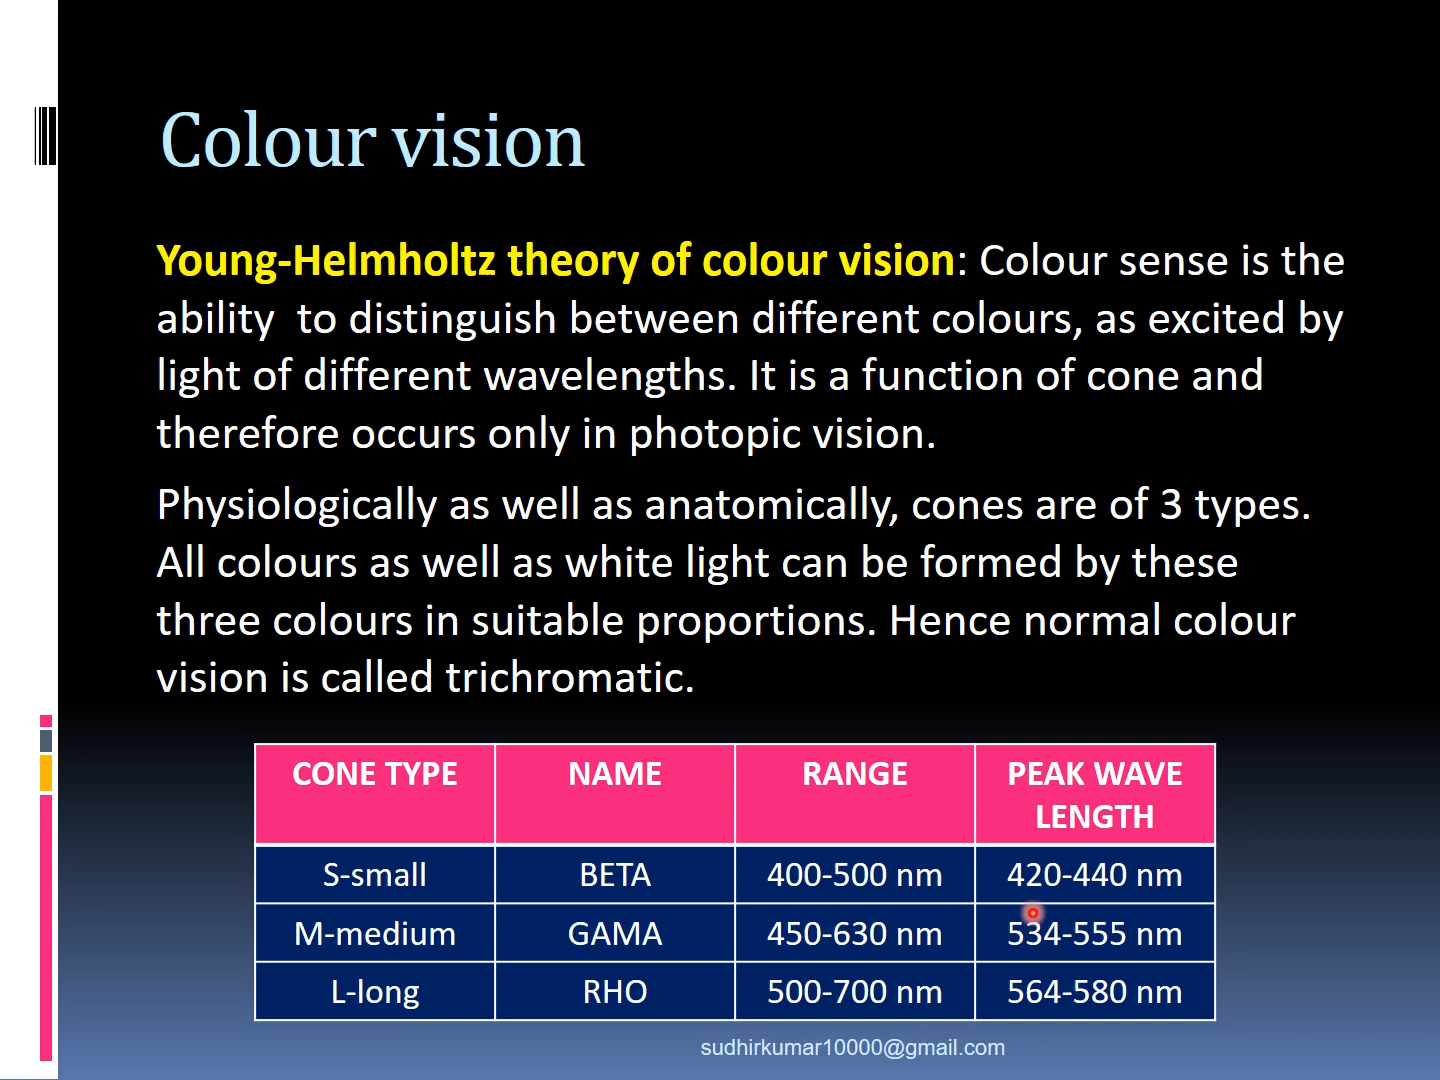 Colour vision
Young-Helmholtz theory of colour vision: Colour sense is the
ability  to distinguish between different colours, as excited by
light of different wavelengths. It is a function of cone and
therefore occurs only in photopic vision.
Physiologically as well as anatomically, cones are of 3 types.
All colours as well as white light can be formed by these
three colours in suitable proportions. Hence normal colour
vision is called trichromatic.
CONE TYPE NAME RANGE PEAK WAVE
LENGTH
S-small BETA 400-500 nm 420-440 nm
M-medium GAMA 450-630 nm 534-555 nm
L-long RHO 500-700 nm 564-580 nm
sudhirkumar10000@gmail.com